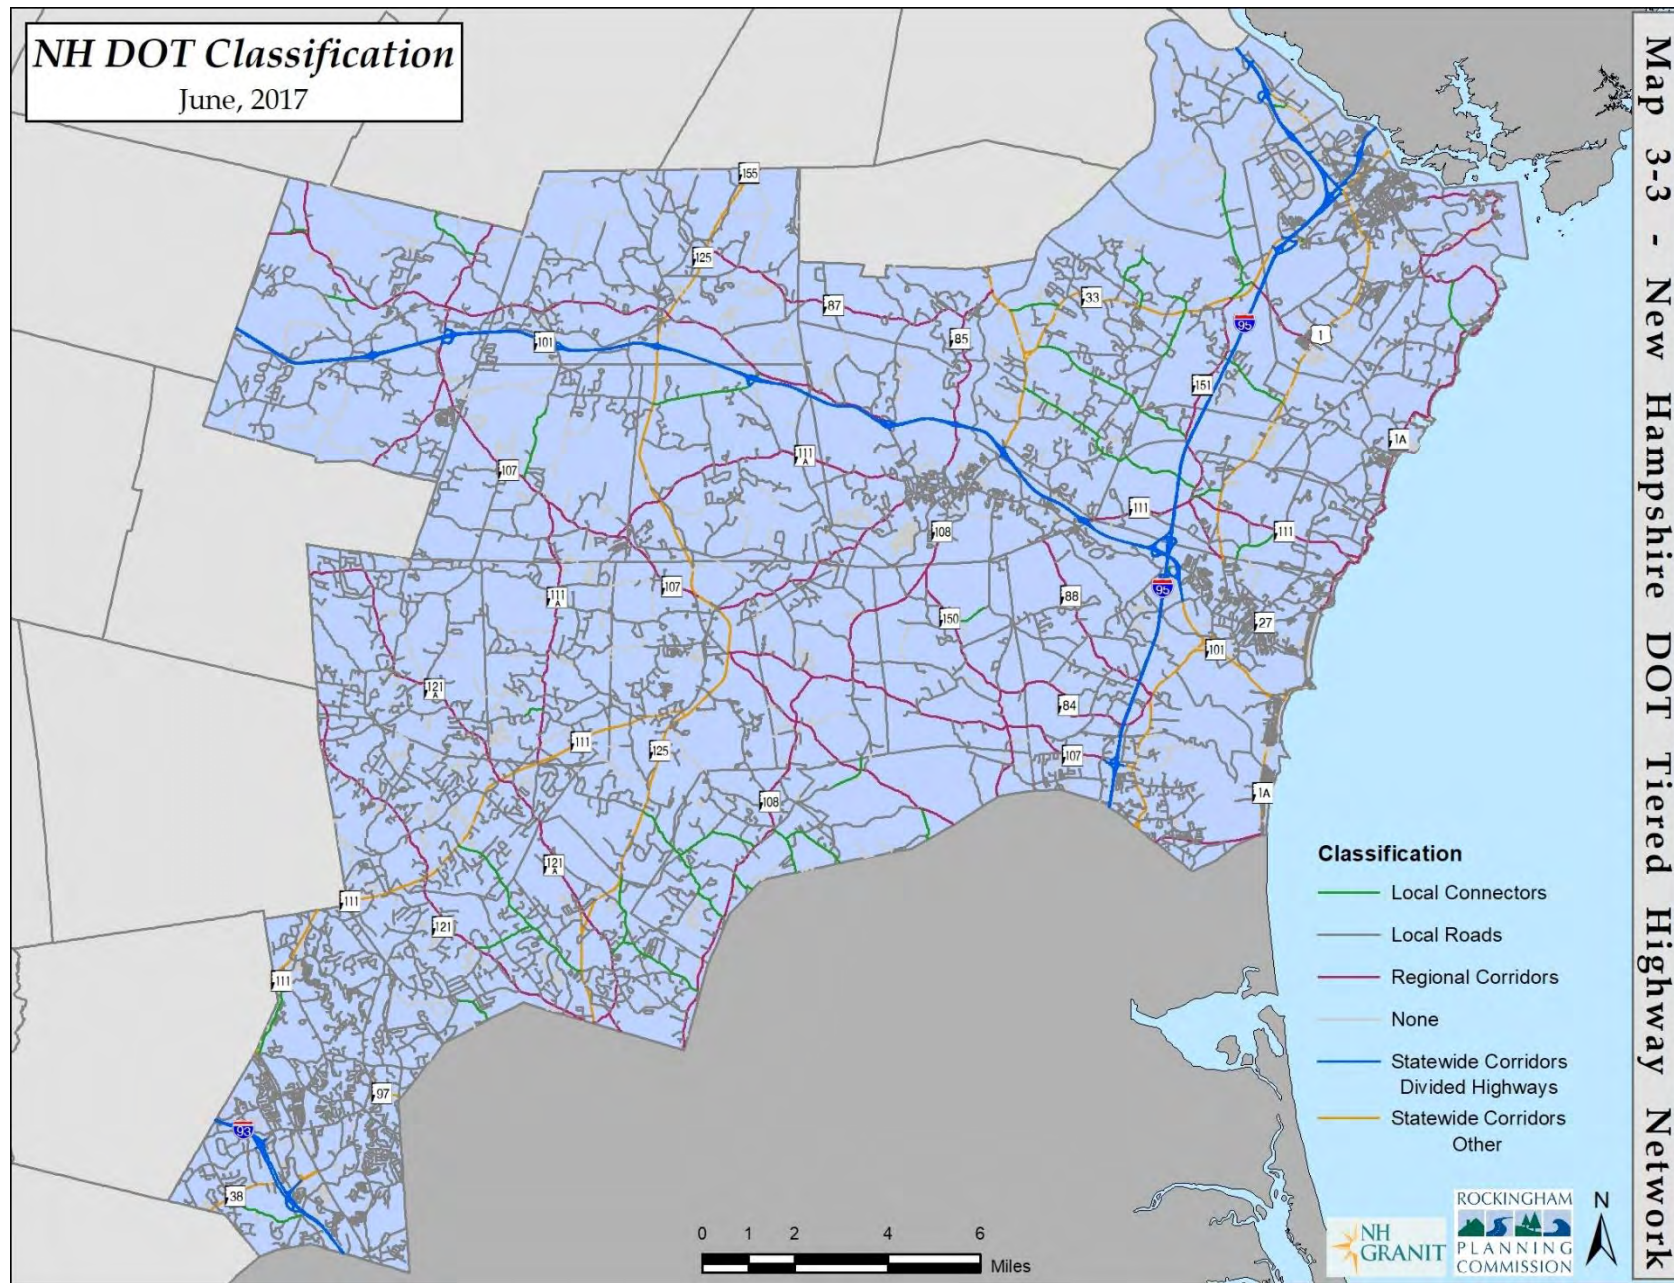 NH DOT Classification
June, 2017
Map 3-3 - New Hampshire DOT Tiered Highway Network
155
125
87
33
85
95
1
101
151
1A
107
111
A
111
108
111
95
107
88
111
A
150
27
101
121
A
84
111
125
107
108
1A
121
A
111
121
111
97
93
38
Classification
Local Connectors
Local Roads
Regional Corridors
None
Statewide Corridors
Divided Highways
Statewide Corridors
Other
0 1 2 4 6
Miles
NH
GRANIT
ROCKINGHAM
PLANNING
COMMISSION
N